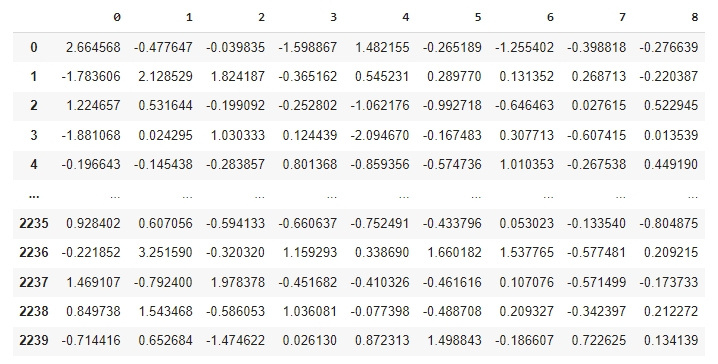 0 1 2 3 4 5 6 7 8
0 2.664568 -0.477647 -0.039835 -1.598867 1.482155 -0.265189 -1.255402 -0.398818 -0.276639
1 -1.783606 2.128529 1.824187 -0.365162 0.545231 0.289770 0.131352 0.268713 -0.220387
2 1.224657 0.531644 -0.199092 -0.252802 -1.062176 -0.992718 -0.646463 0.027615 0.522945
3 -1.881068 0.024295 1.030333 0.124439 -2.094670 -0.167483 0.307713 -0.607415 0.013539
4 -0.196643 -0.145438 -0.283857 0.801368 -0.859356 -0.574736 1.010353 -0.267538 0.449190
... ... ... ... ... ... ... ... ... ...
2235 0.928402 0.607056 -0.594133 -0.660637 -0.752491 -0.433796 0.053023 -0.133540 -0.804875
2236 -0.221852 3.251590 -0.320320 1.159293 0.338690 1.660182 1.537765 -0.577481 0.209215
2237 1.469107 -0.792400 1.978378 -0.451682 -0.410326 -0.461616 0.107076 -0.571499 -0.173733
2238 0.849738 1.543468 -0.586053 1.036081 -0.077398 -0.488708 0.209327 -0.342397 0.212272
2239 -0.714416 0.652684 -1.474622 0.026130 0.872313 1.498843 -0.186607 0.722625 0.134139